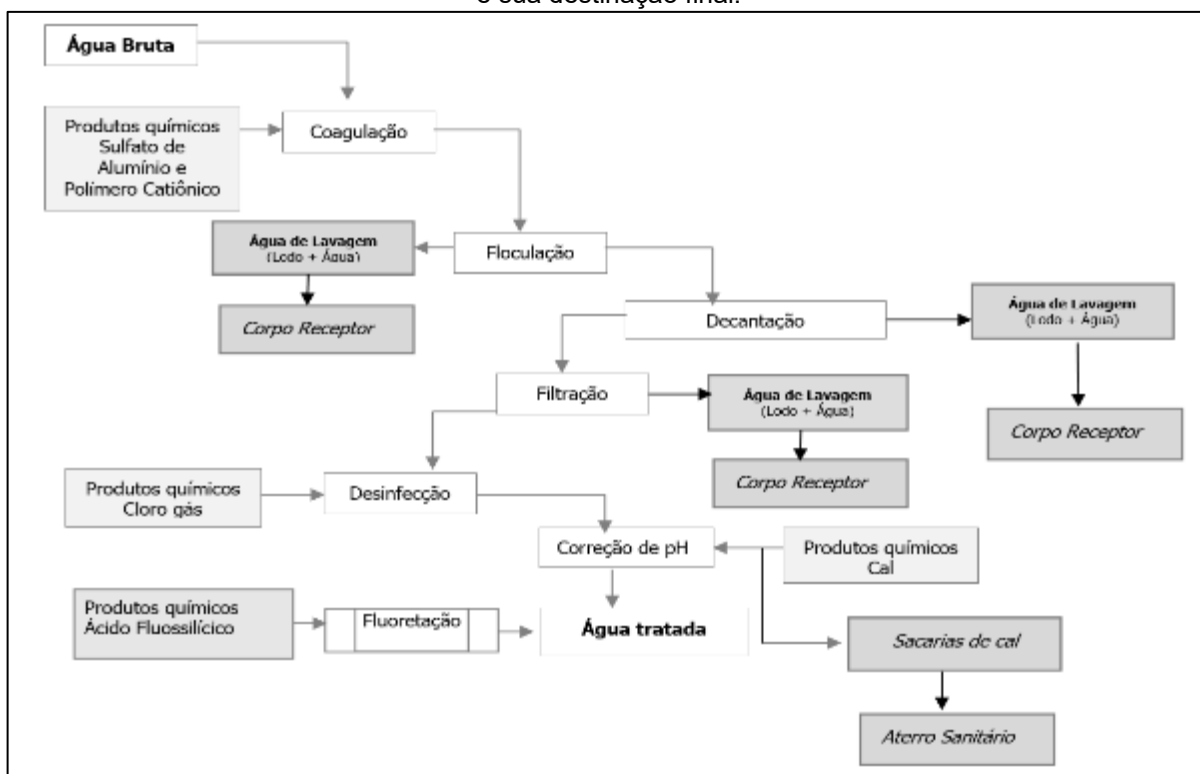 e sua destinação final.
Água Bruta
Produtos químicos
Sulfato de
Alumínio e
Polímero Catiônico
Coagulação
Água de Lavagem
(Lodo + Água)
Floculação
Corpo Receptor
Decantação
Água de Lavagem
(Lodo + Água)
Filtração
Água de Lavagem
(Lodo + Água)
Corpo Receptor
Corpo Receptor
Produtos químicos
Cloro gás
Desinfecção
Correção de pH
Produtos químicos
Cal
Produtos químicos
Ácido Fluossilícico
Fluoretação
Água tratada
Sacarias de cal
Aterro Sanitário